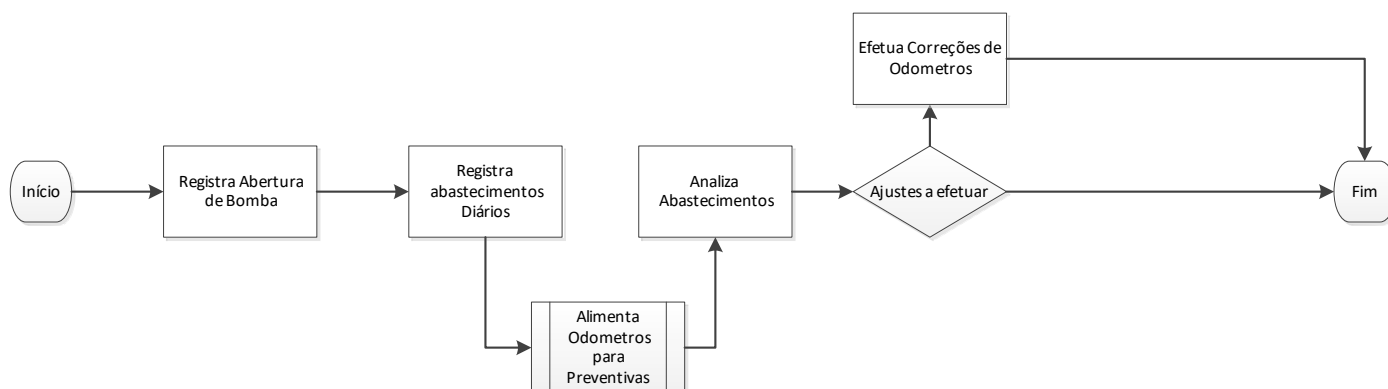 Início
Registra Abertura
de Bomba
Registra
abastecimentos
Diários
Alimenta
Odometros
para
Preventivas
Analiza
Abastecimentos
Ajustes a efetuar
Efetua Correções de
Odometros
Fim